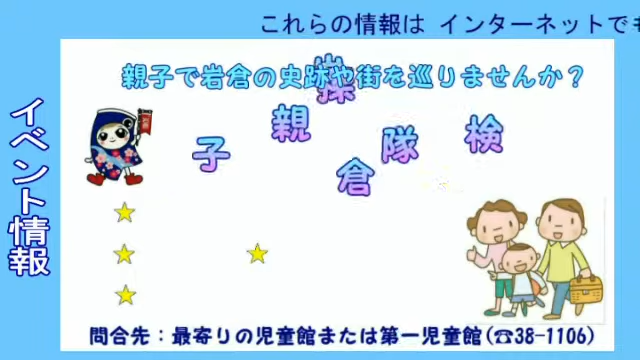 これらの情報は インターネットで
イベント情報
親子で岩倉の史跡や街を巡りませんか？
子
親
倉
隊
検
問合先：最寄りの児童館または第一児童館(☎38-1106)